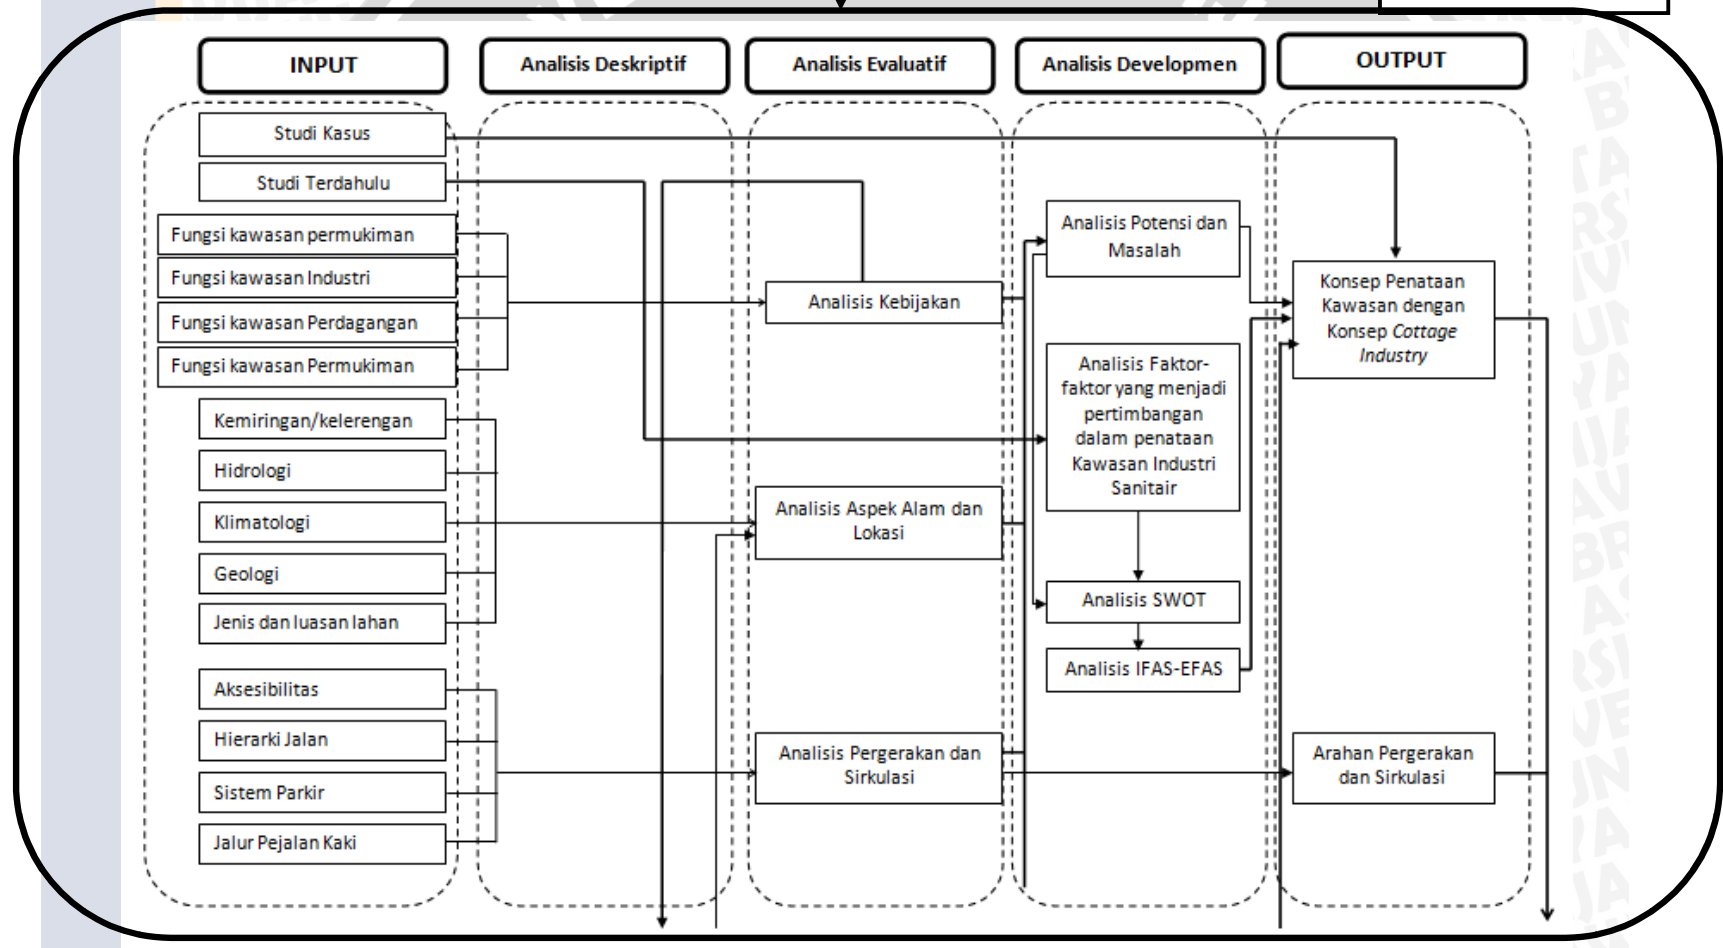 INPUT
Analisis Deskriptif
Analisis Evaluatif
Analisis Developmen
OUTPUT
Studi Kasus
Studi Terdahulu
Fungsi kawasan permukiman
Fungsi kawasan Industri
Fungsi kawasan Perdagangan
Fungsi kawasan Permukiman
Kemiringan/kelerengan
Hidrologi
Klimatologi
Geologi
Jenis dan luasan lahan
Aksesibilitas
Hierarki Jalan
Sistem Parkir
Jalur Pejalan Kaki
Analisis Kebijakan
Analisis Aspek Alam dan
Lokasi
Analisis Pergerakan dan
Sirkulasi
Analisis Potensi dan
Masalah
Analisis Faktor-
faktor yang menjadi
pertimbangan
dalam penataan
Kawasan Industri
Sanitair
Analisis SWOT
Analisis IFAS-EFAS
Konsep Penataan
Kawasan dengan
Konsep Cottage
Industry
Arahan Pergerakan
dan Sirkulasi